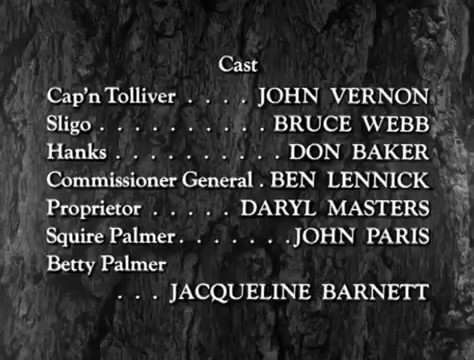 Cast
Cap'n Tolliver . . . . JOHN VERNON
Sligo . . . . . . . . . . BRUCE WEBB
Hanks . . . . . . . . . . DON BAKER
Commissioner General . BEN LENNICK
Proprietor . . . . . DARYL MASTERS
Squire Palmer . . . . . . . JOHN PARIS
Betty Palmer
. . . JACQUELINE BARNETT